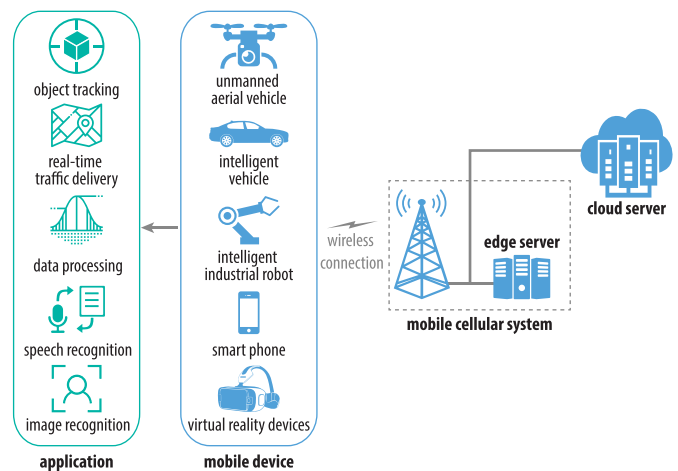 object tracking
real-time
traffic delivery
data processing
speech recognition
image recognition
application
unmanned
aerial vehicle
intelligent
vehicle
intelligent
industrial robot
smart phone
virtual reality devices
mobile device
wireless
connection
edge server
mobile cellular system
cloud server